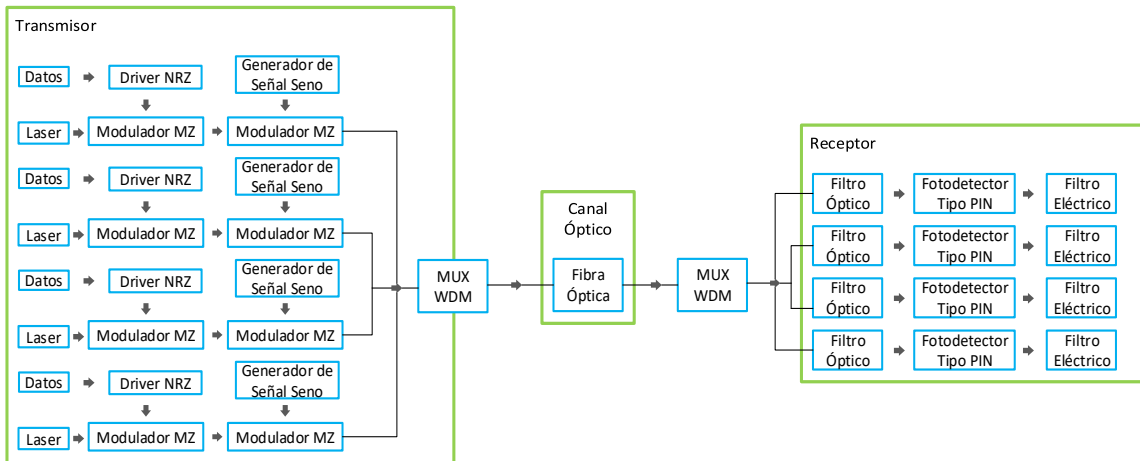 Transmisor
Datos
Driver NRZ
Generador de
Señal Seno
Laser
Modulador MZ
Modulador MZ
Datos
Driver NRZ
Generador de
Señal Seno
Laser
Modulador MZ
Modulador MZ
Datos
Driver NRZ
Generador de
Señal Seno
Laser
Modulador MZ
Modulador MZ
Datos
Driver NRZ
Generador de
Señal Seno
Laser
Modulador MZ
Modulador MZ
MUX
WDM
Canal
Óptico
Fibra
Óptica
MUX
WDM
Receptor
Filtro
Óptico
Fotodetector
Tipo PIN
Filtro
Eléctrico
Filtro
Óptico
Fotodetector
Tipo PIN
Filtro
Eléctrico
Filtro
Óptico
Fotodetector
Tipo PIN
Filtro
Eléctrico
Filtro
Óptico
Fotodetector
Tipo PIN
Filtro
Eléctrico